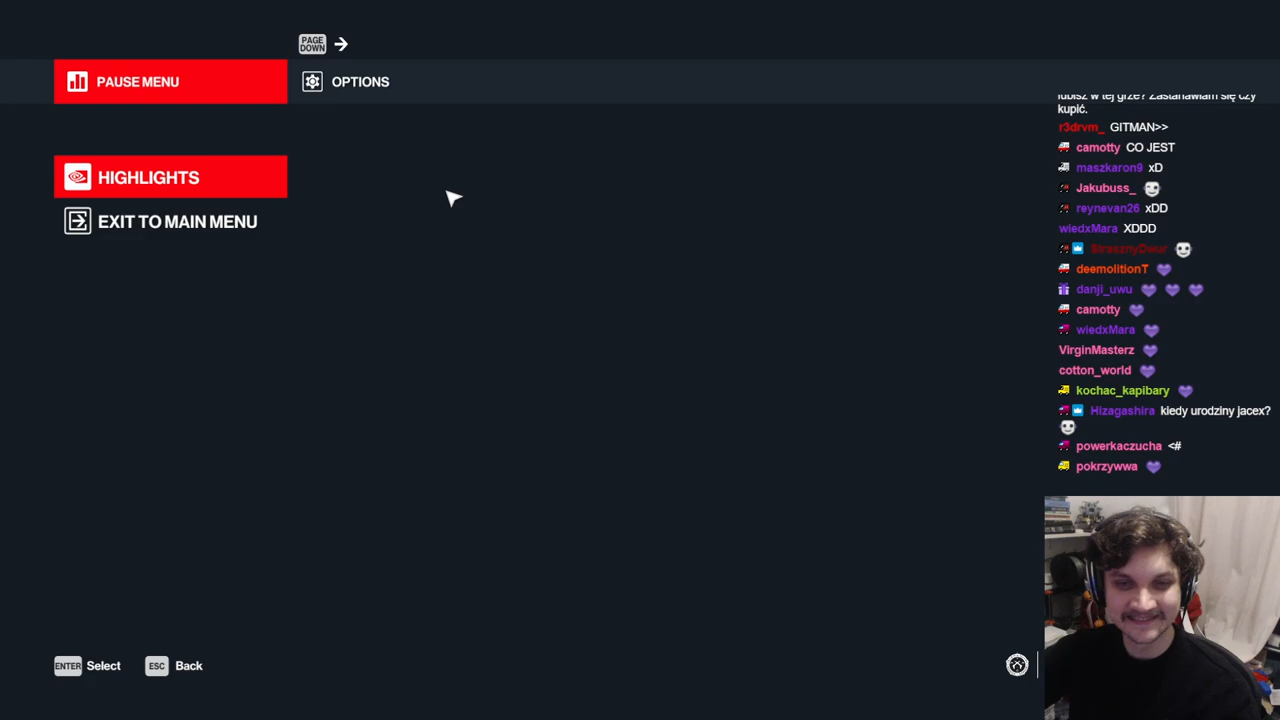 PAGE DOWN
PAUSE MENU
OPTIONS
HIGHLIGHTS
EXIT TO MAIN MENU
lubisz w tej grze? Zastanawiam się czy
kupić.
r3drvm_ GITMAN>>
camotty CO JEST
maszkaron9 xD
Jakubuss_
reynevan26 xDD
wiedxMara XDDD
StrasznyDwur
deemolitionT
danji_uwu
camotty
wiedxMara
VirginMasterz
cotton_world
kochac_kapibary
Hizagashira kiedy urodziny jacex?
powerkaczucha <#
pokrzywwa
ENTER Select ESC Back